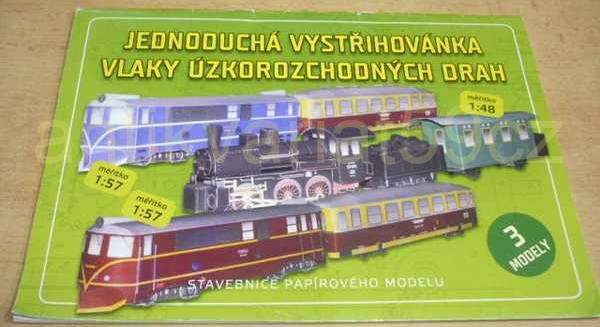 JEDNODUCHÁ VYSTŘIHOVÁNKA
VLAKY ÚZKOROZCHODNÝCH DRAH
měřítko
1:48
měřítko
1:57
měřítko
1:57
3
MODELY
STAVEBNICE PAPÍROVÉHO MODELU